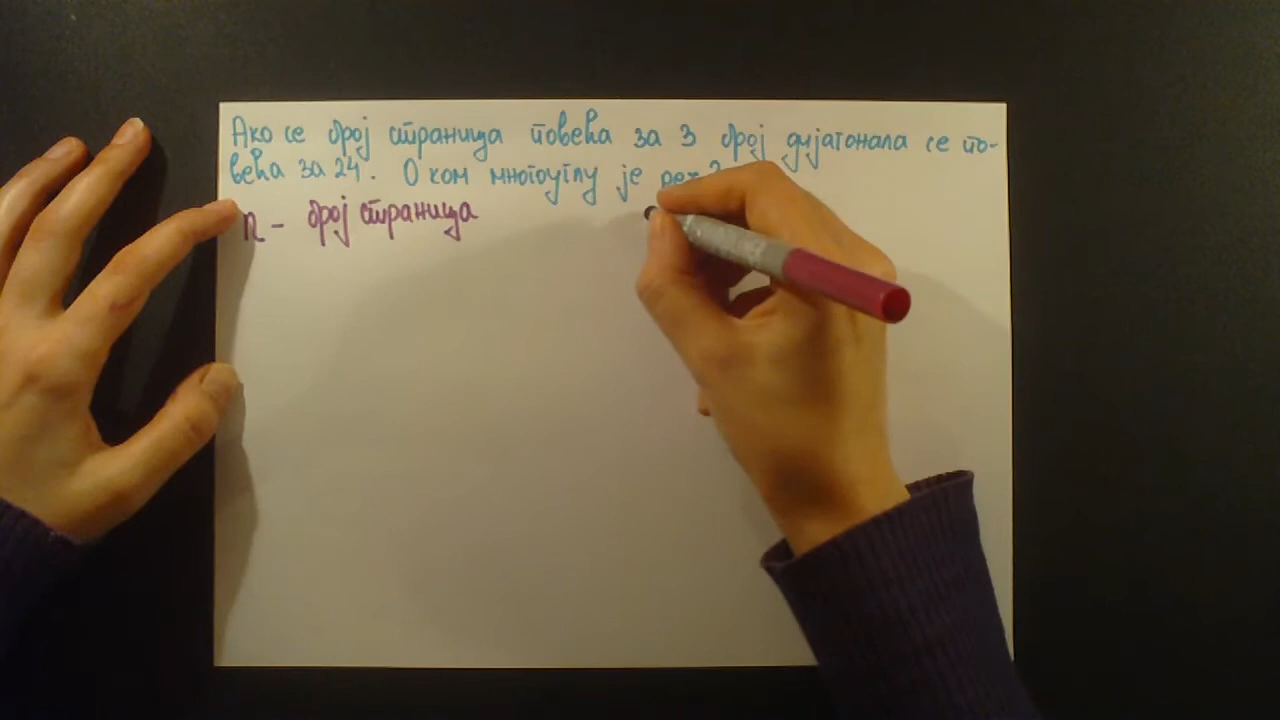 Ако се број страница повећа за 3 број дијагонала се по-
већа за 24. О ком многоуглу је реч?
n - број страница